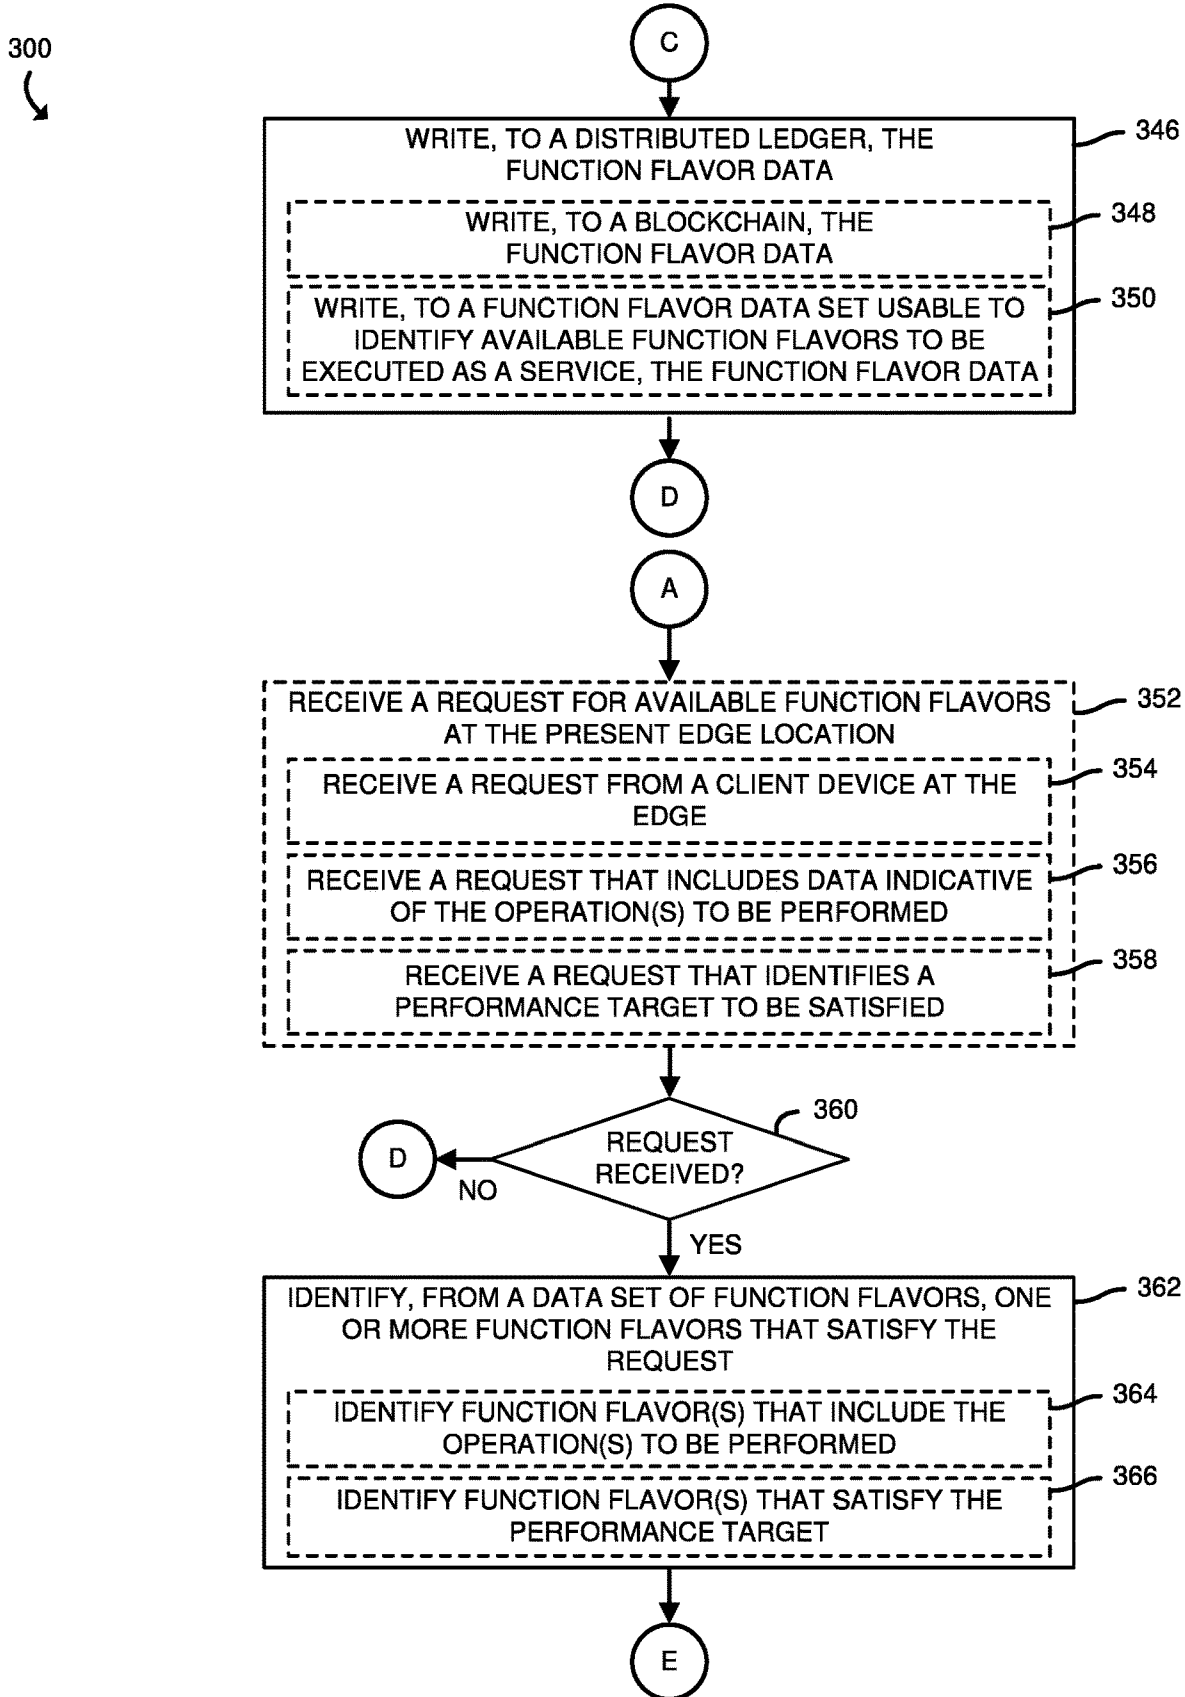 300
C
WRITE, TO A DISTRIBUTED LEDGER, THE
FUNCTION FLAVOR DATA
346
WRITE, TO A BLOCKCHAIN, THE
FUNCTION FLAVOR DATA
348
WRITE, TO A FUNCTION FLAVOR DATA SET USABLE TO
IDENTIFY AVAILABLE FUNCTION FLAVORS TO BE
EXECUTED AS A SERVICE, THE FUNCTION FLAVOR DATA
350
D
A
RECEIVE A REQUEST FOR AVAILABLE FUNCTION FLAVORS
AT THE PRESENT EDGE LOCATION
352
RECEIVE A REQUEST FROM A CLIENT DEVICE AT THE
EDGE
354
RECEIVE A REQUEST THAT INCLUDES DATA INDICATIVE
OF THE OPERATION(S) TO BE PERFORMED
356
RECEIVE A REQUEST THAT IDENTIFIES A
PERFORMANCE TARGET TO BE SATISFIED
358
REQUEST
RECEIVED?
360
D
NO
YES
IDENTIFY, FROM A DATA SET OF FUNCTION FLAVORS, ONE
OR MORE FUNCTION FLAVORS THAT SATISFY THE
REQUEST
362
IDENTIFY FUNCTION FLAVOR(S) THAT INCLUDE THE
OPERATION(S) TO BE PERFORMED
364
IDENTIFY FUNCTION FLAVOR(S) THAT SATISFY THE
PERFORMANCE TARGET
366
E